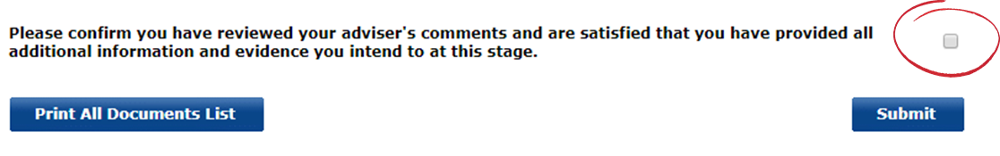 Please confirm you have reviewed your adviser's comments and are satisfied that you have provided all
additional information and evidence you intend to at this stage.
Print All Documents List
Submit